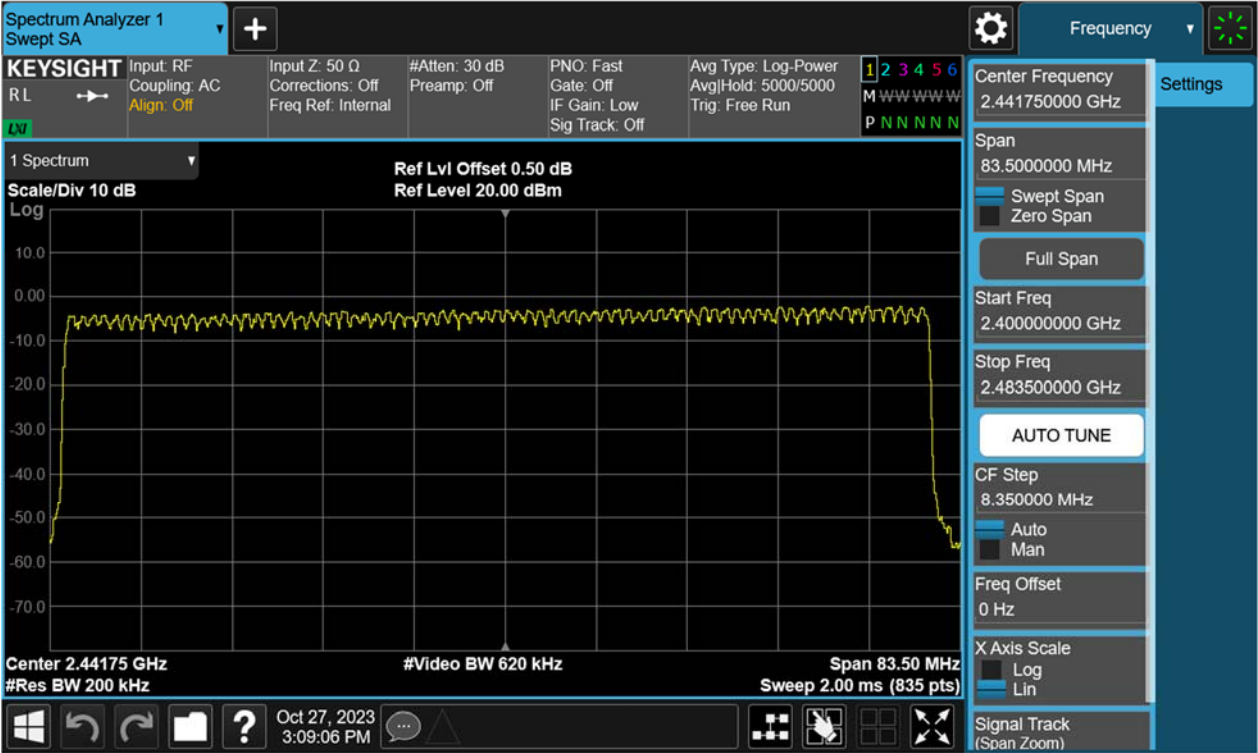 Spectrum Analyzer 1
Swept SA
+
Frequency
KEYSIGHT
R L
LXI
Input: RF
Coupling: AC
Align: Off
Input Z: 50 Ω
Corrections: Off
Freq Ref: Internal
#Atten: 30 dB
Preamp: Off
PNO: Fast
Gate: Off
IF Gain: Low
Sig Track: Off
Avg Type: Log-Power
Avg|Hold: 5000/5000
Trig: Free Run
1 2 3 4 5 6
M W W W W W
P N N N N N
1 Spectrum
Scale/Div 10 dB
Log
Ref Lvl Offset 0.50 dB
Ref Level 20.00 dBm
10.0
0.00
-10.0
-20.0
-30.0
-40.0
-50.0
-60.0
-70.0
Center 2.44175 GHz
#Res BW 200 kHz
#Video BW 620 kHz
Span 83.50 MHz
Sweep 2.00 ms (835 pts)
Center Frequency
2.441750000 GHz
Span
83.5000000 MHz
Swept Span
Zero Span
Full Span
Start Freq
2.400000000 GHz
Stop Freq
2.483500000 GHz
AUTO TUNE
CF Step
8.350000 MHz
Auto
Man
Freq Offset
0 Hz
X Axis Scale
Log
Lin
Signal Track
(Span Zoom)
Settings
?
Oct 27, 2023
3:09:06 PM